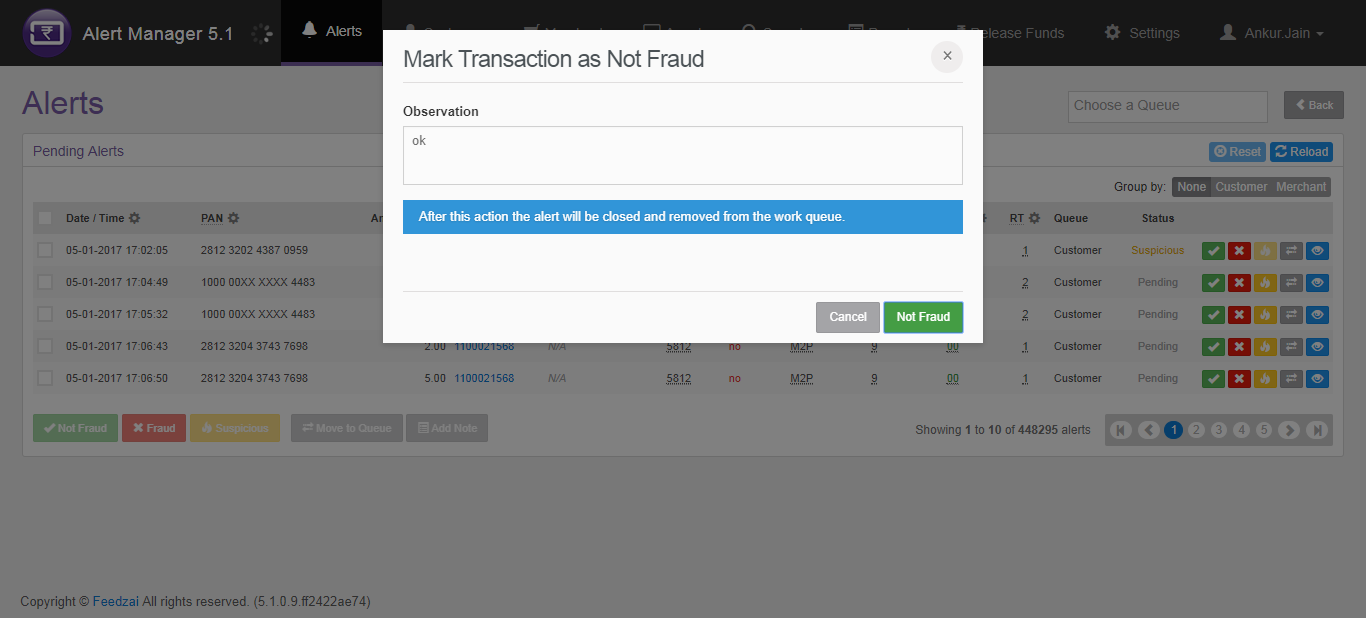 Alert Manager 5.1
Alerts
Release Funds
Settings
Ankur.Jain
Mark Transaction as Not Fraud
×
Observation
ok
After this action the alert will be closed and removed from the work queue.
Cancel
Not Fraud
Alerts
Choose a Queue
Back
Pending Alerts
Reset
Reload
Group by: None Customer Merchant
Date / Time PAN RT Queue Status
05-01-2017 17:02:05 2812 3202 4387 0959 1 Customer Suspicious
05-01-2017 17:04:49 1000 00XX XXXX 4483 2 Customer Pending
05-01-2017 17:05:32 1000 00XX XXXX 4483 2 Customer Pending
05-01-2017 17:06:43 2812 3204 3743 7698 2.00 1100021568 N/A 5812 no M2P 9 00 1 Customer Pending
05-01-2017 17:06:50 2812 3204 3743 7698 5.00 1100021568 N/A 5812 no M2P 9 00 1 Customer Pending
Not Fraud Fraud Suspicious Move to Queue Add Note
Showing 1 to 10 of 448295 alerts
1 2 3 4 5
Copyright © Feedzai All rights reserved. (5.1.0.9.ff2422ae74)